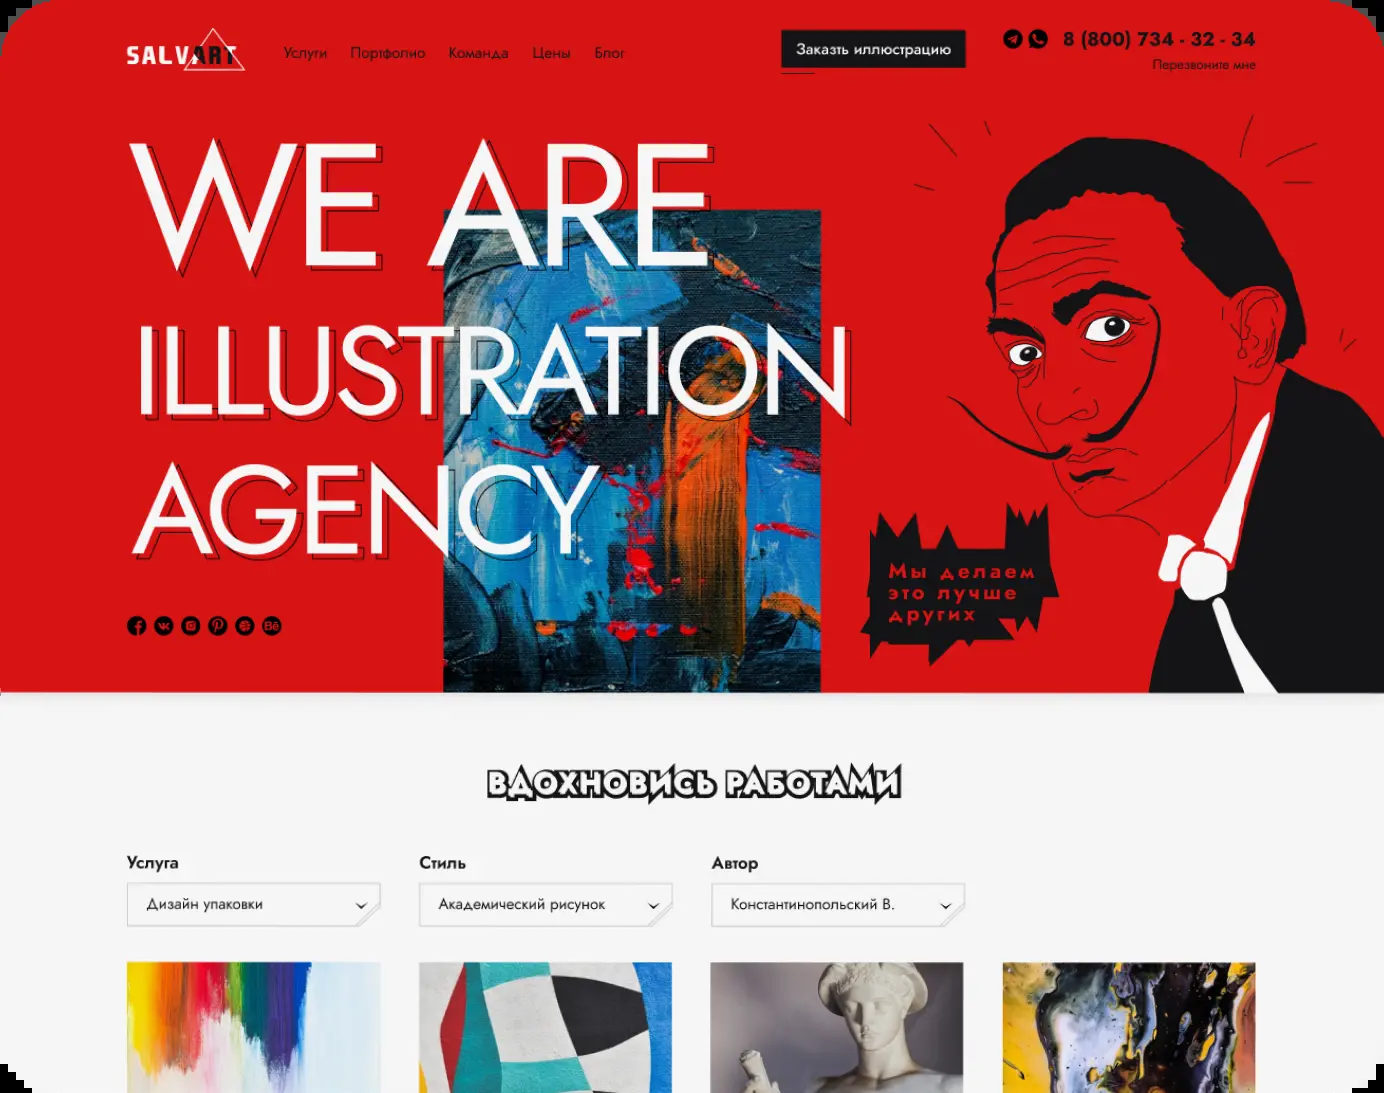 SALVART
Услуги Портфолио Команда Цены Блог
Заказть иллюстрацию
8 (800) 734 - 32 - 34
Перезвоните мне
WE ARE
ILLUSTRATION
AGENCY
Мы делаем
это лучше
других
ВДОХНОВИСЬ РАБОТАМИ
Услуга
Дизайн упаковки
Стиль
Академический рисунок
Автор
Константинопольский В.